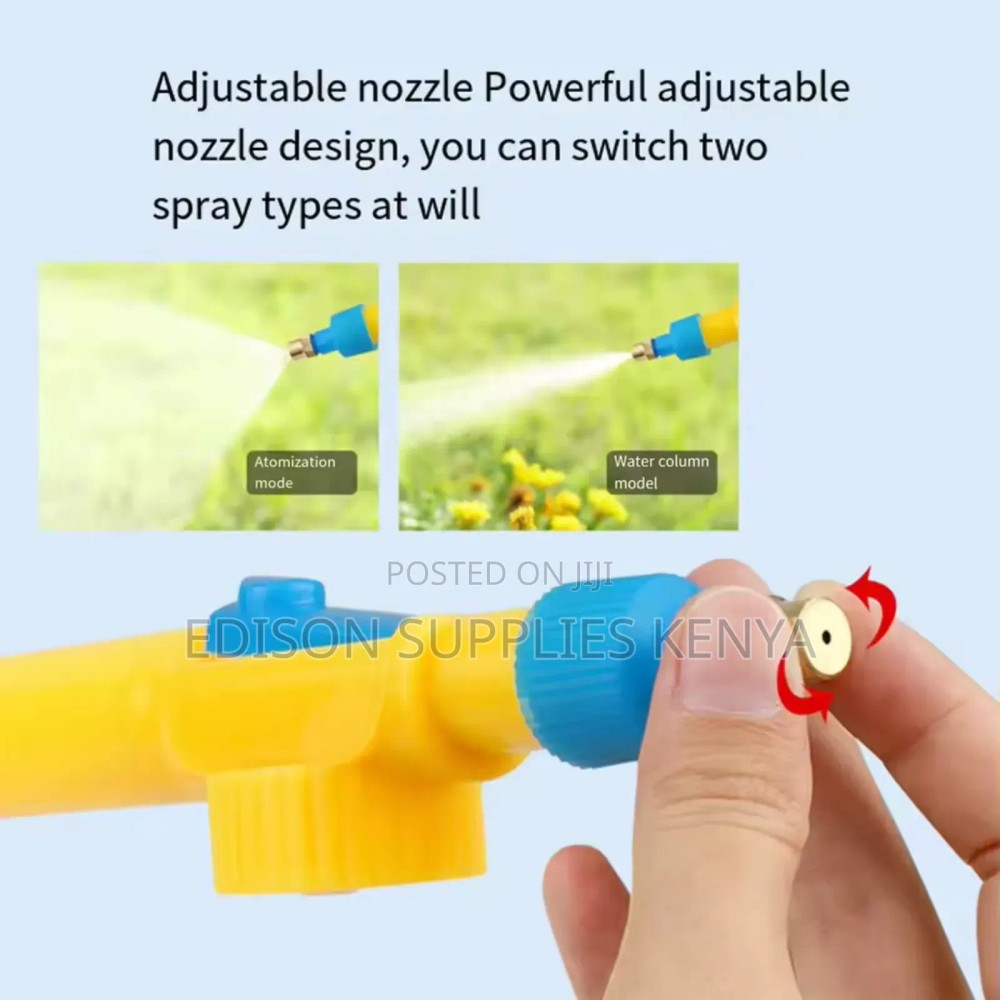 Adjustable nozzle Powerful adjustable
nozzle design, you can switch two
spray types at will
Atomization
mode
Water column
model
POSTED ON JIJI
EDISON SUPPLIES KENYA